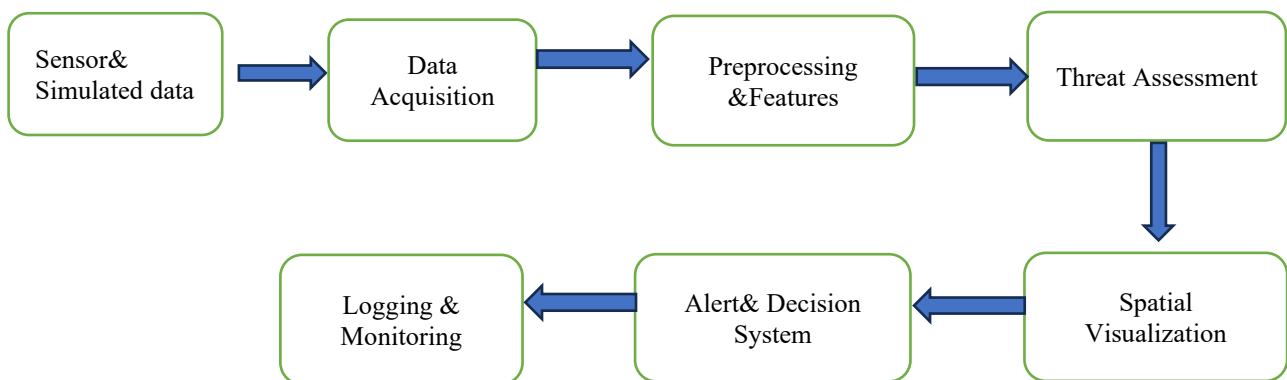 Sensor&
Simulated data
Data
Acquisition
Preprocessing
&Features
Threat Assessment
Spatial
Visualization
Alert& Decision
System
Logging &
Monitoring